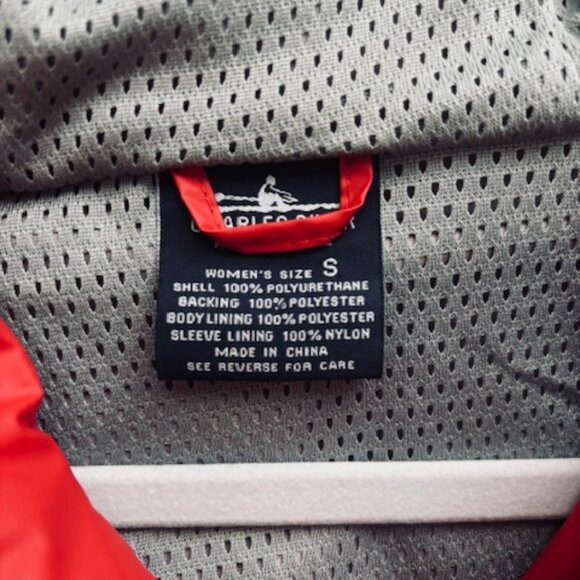 WOMEN'S SIZE S
SHELL 100% POLYURETHANE
BACKING 100% POLYESTER
BODY LINING 100% POLYESTER
SLEEVE LINING 100% NYLON
MADE IN CHINA
SEE REVERSE FOR CARE